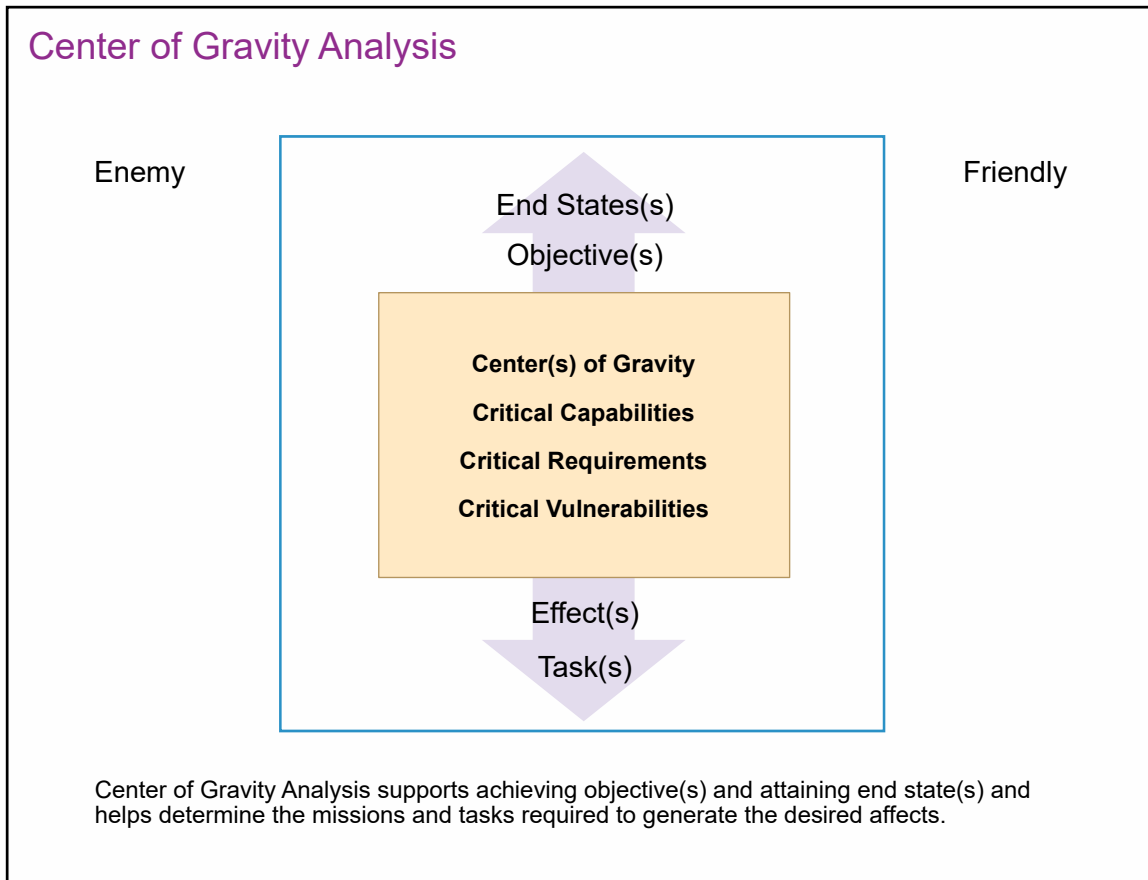 Center of Gravity Analysis
Enemy
Friendly
End States(s)
Objective(s)
Center(s) of Gravity
Critical Capabilities
Critical Requirements
Critical Vulnerabilities
Effect(s)
Task(s)
Center of Gravity Analysis supports achieving objective(s) and attaining end state(s) and
helps determine the missions and tasks required to generate the desired affects.